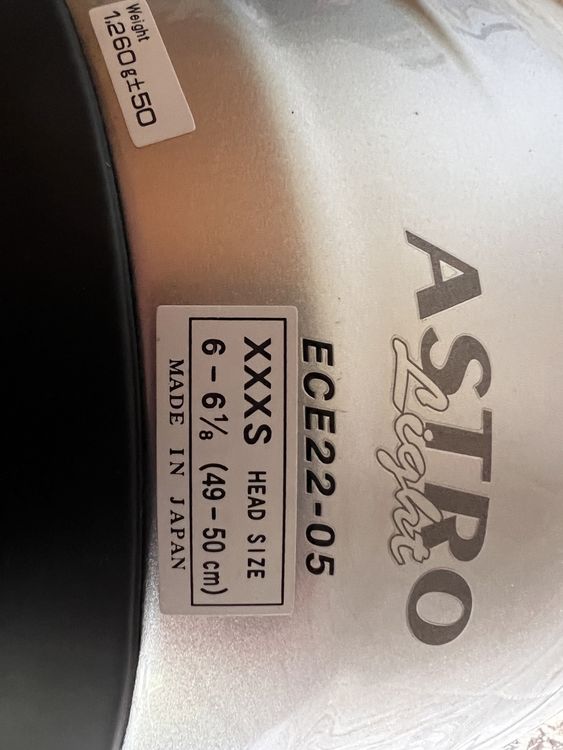 Weight
1,260g±50
ASTRO
Light
ECE22-05
XXXS HEAD SIZE
6 – 6⅛ (49 – 50 cm)
MADE IN JAPAN